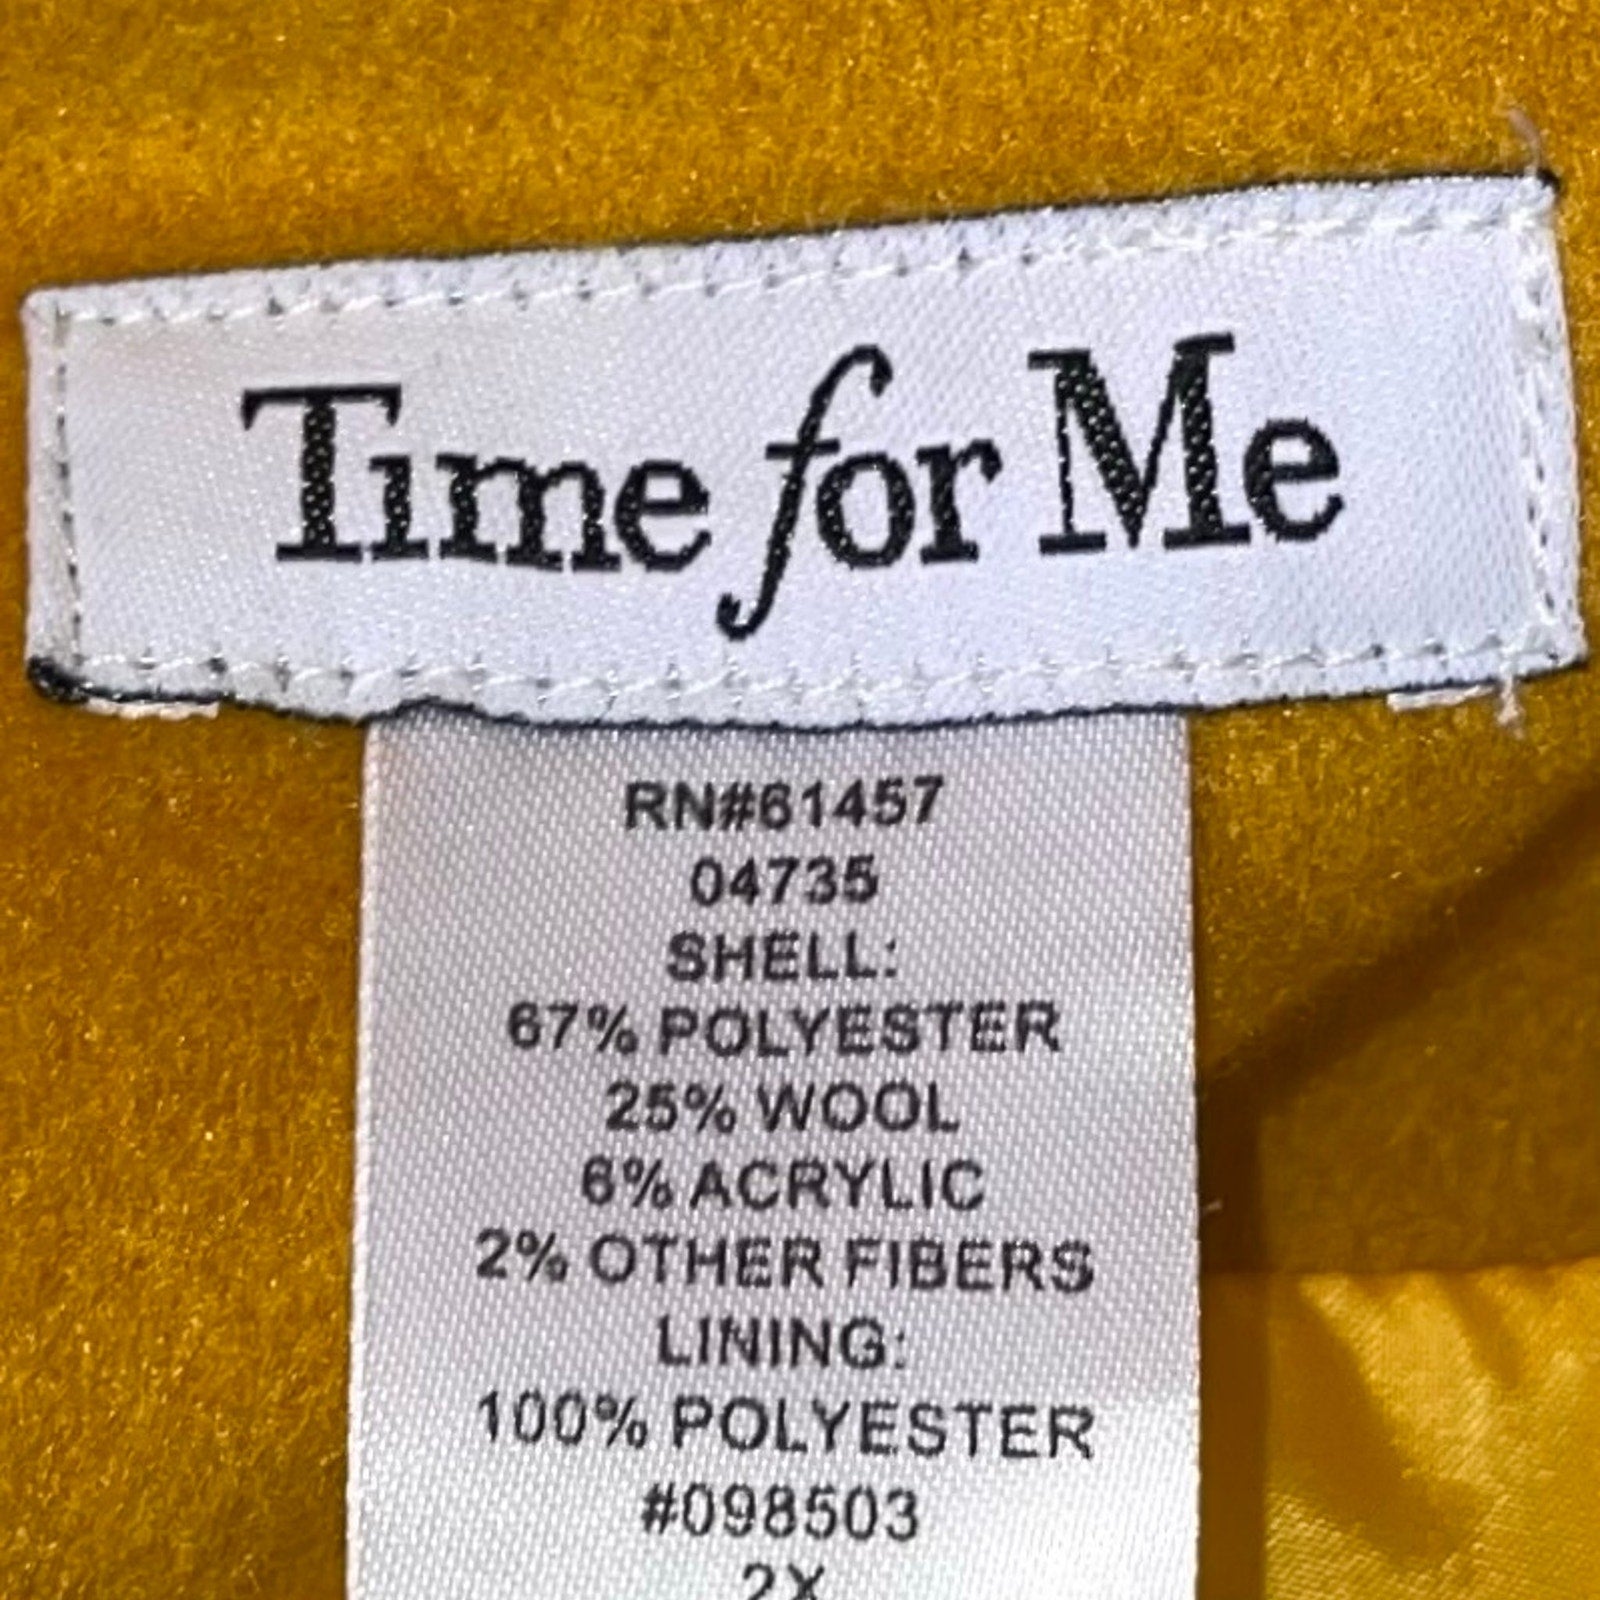 Time for Me
RN#61457
04735
SHELL:
67% POLYESTER
25% WOOL
6% ACRYLIC
2% OTHER FIBERS
LINING:
100% POLYESTER
#098503
2X